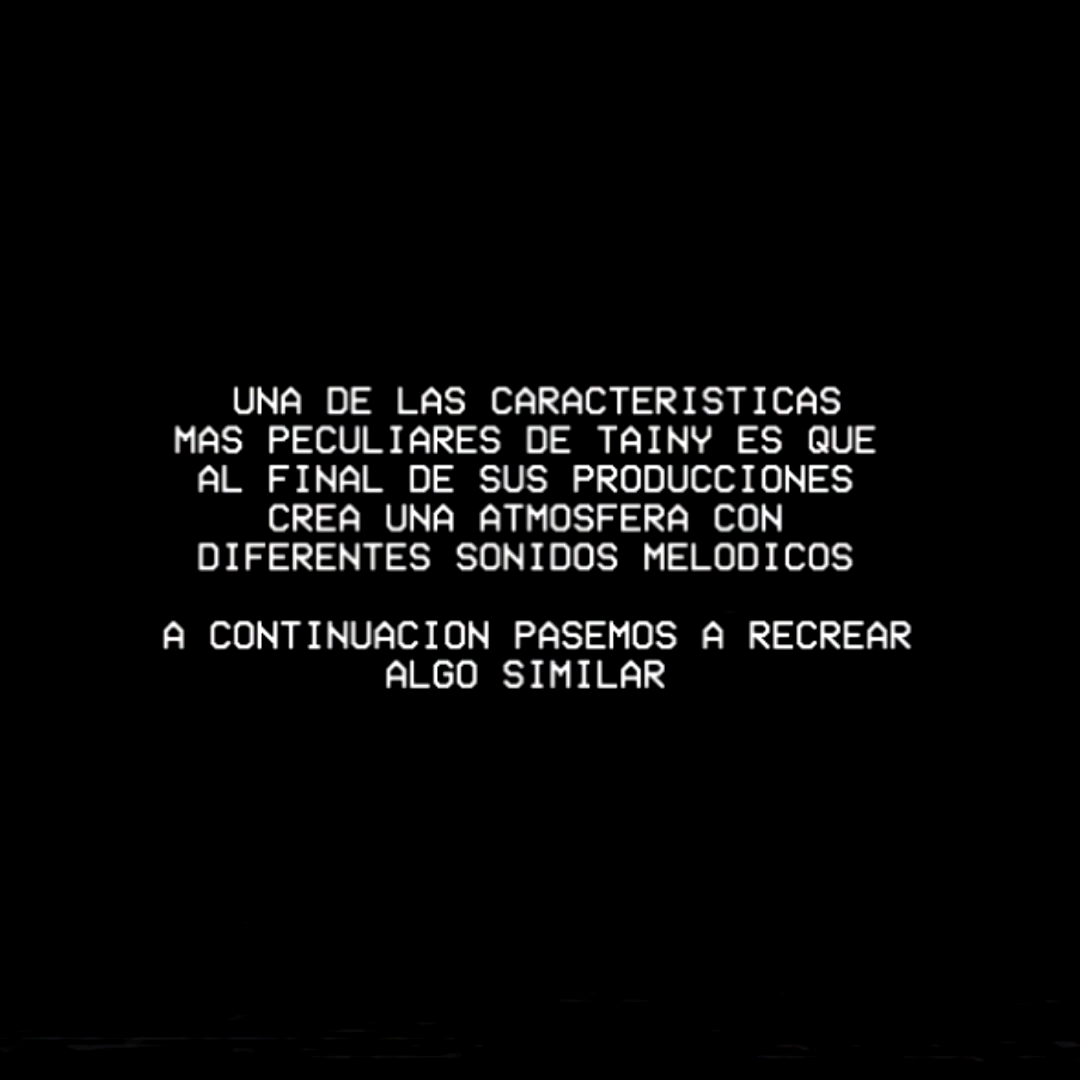 UNA DE LAS CARACTERISTICAS
MAS PECULIARES DE TAINY ES QUE
AL FINAL DE SUS PRODUCCIONES
CREA UNA ATMOSFERA CON
DIFERENTES SONIDOS MELODICOS
A CONTINUACION PASEMOS A RECREAR
ALGO SIMILAR